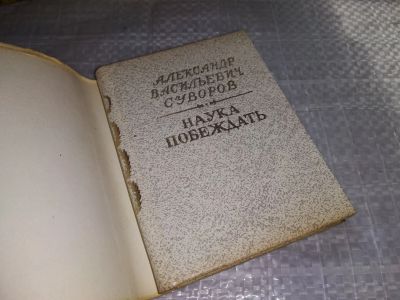 АЛЕКСАНДР
ВАСИЛЬЕВИЧ
СУВОРОВ
НАУКА
ПОБЕЖДАТЬ